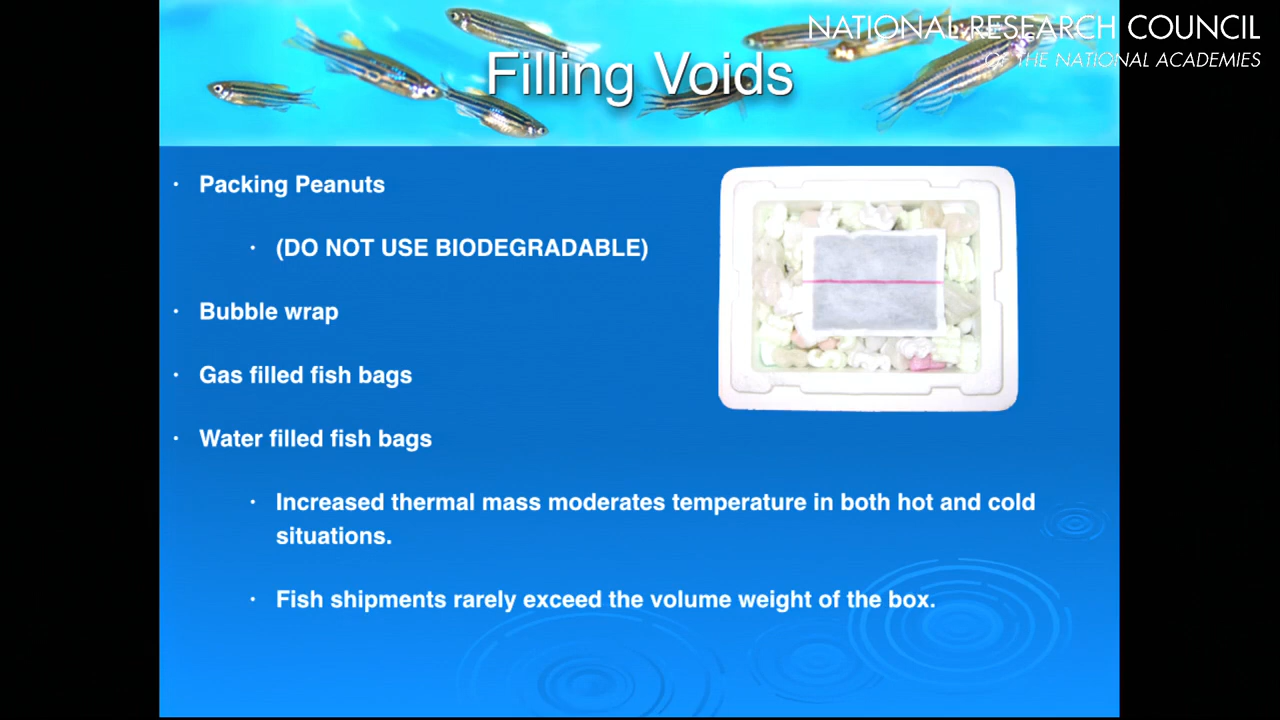 NATIONAL RESEARCH COUNCIL
OF THE NATIONAL ACADEMIES
Filling Voids
· Packing Peanuts
· (DO NOT USE BIODEGRADABLE)
· Bubble wrap
· Gas filled fish bags
· Water filled fish bags
· Increased thermal mass moderates temperature in both hot and cold
situations.
· Fish shipments rarely exceed the volume weight of the box.